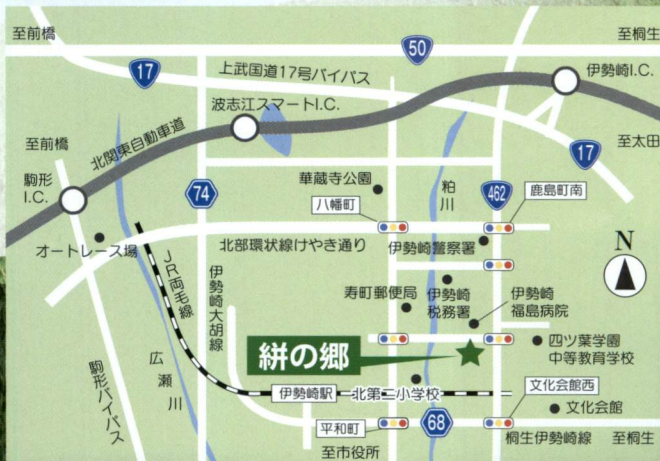 至前橋
50
至桐生
17
上武国道17号バイパス
伊勢崎I.C.
波志江スマートI.C.
北関東自動車道
至前橋
至太田
17
駒形
I.C.
74
華蔵寺公園
粕川
462
鹿島町南
八幡町
オートレース場
北部環状線けやき通り
伊勢崎警察署
N
JR両毛線
伊勢崎大胡線
寿町郵便局
伊勢崎
税務署
伊勢崎
福島病院
絣の郷
四ツ葉学園
中等教育学校
広瀬川
駒形バイパス
伊勢崎駅
北第二小学校
文化会館西
文化会館
平和町
68
桐生伊勢崎線
至桐生
至市役所